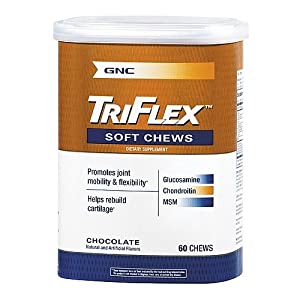 GNC
TRIFLEX™
SOFT CHEWS
DIETARY SUPPLEMENT
Promotes joint
mobility & flexibility*
Helps rebuild
cartilage*
Glucosamine
Chondroitin
MSM
CHOCOLATE
Natural and Artificial Flavors
60 CHEWS